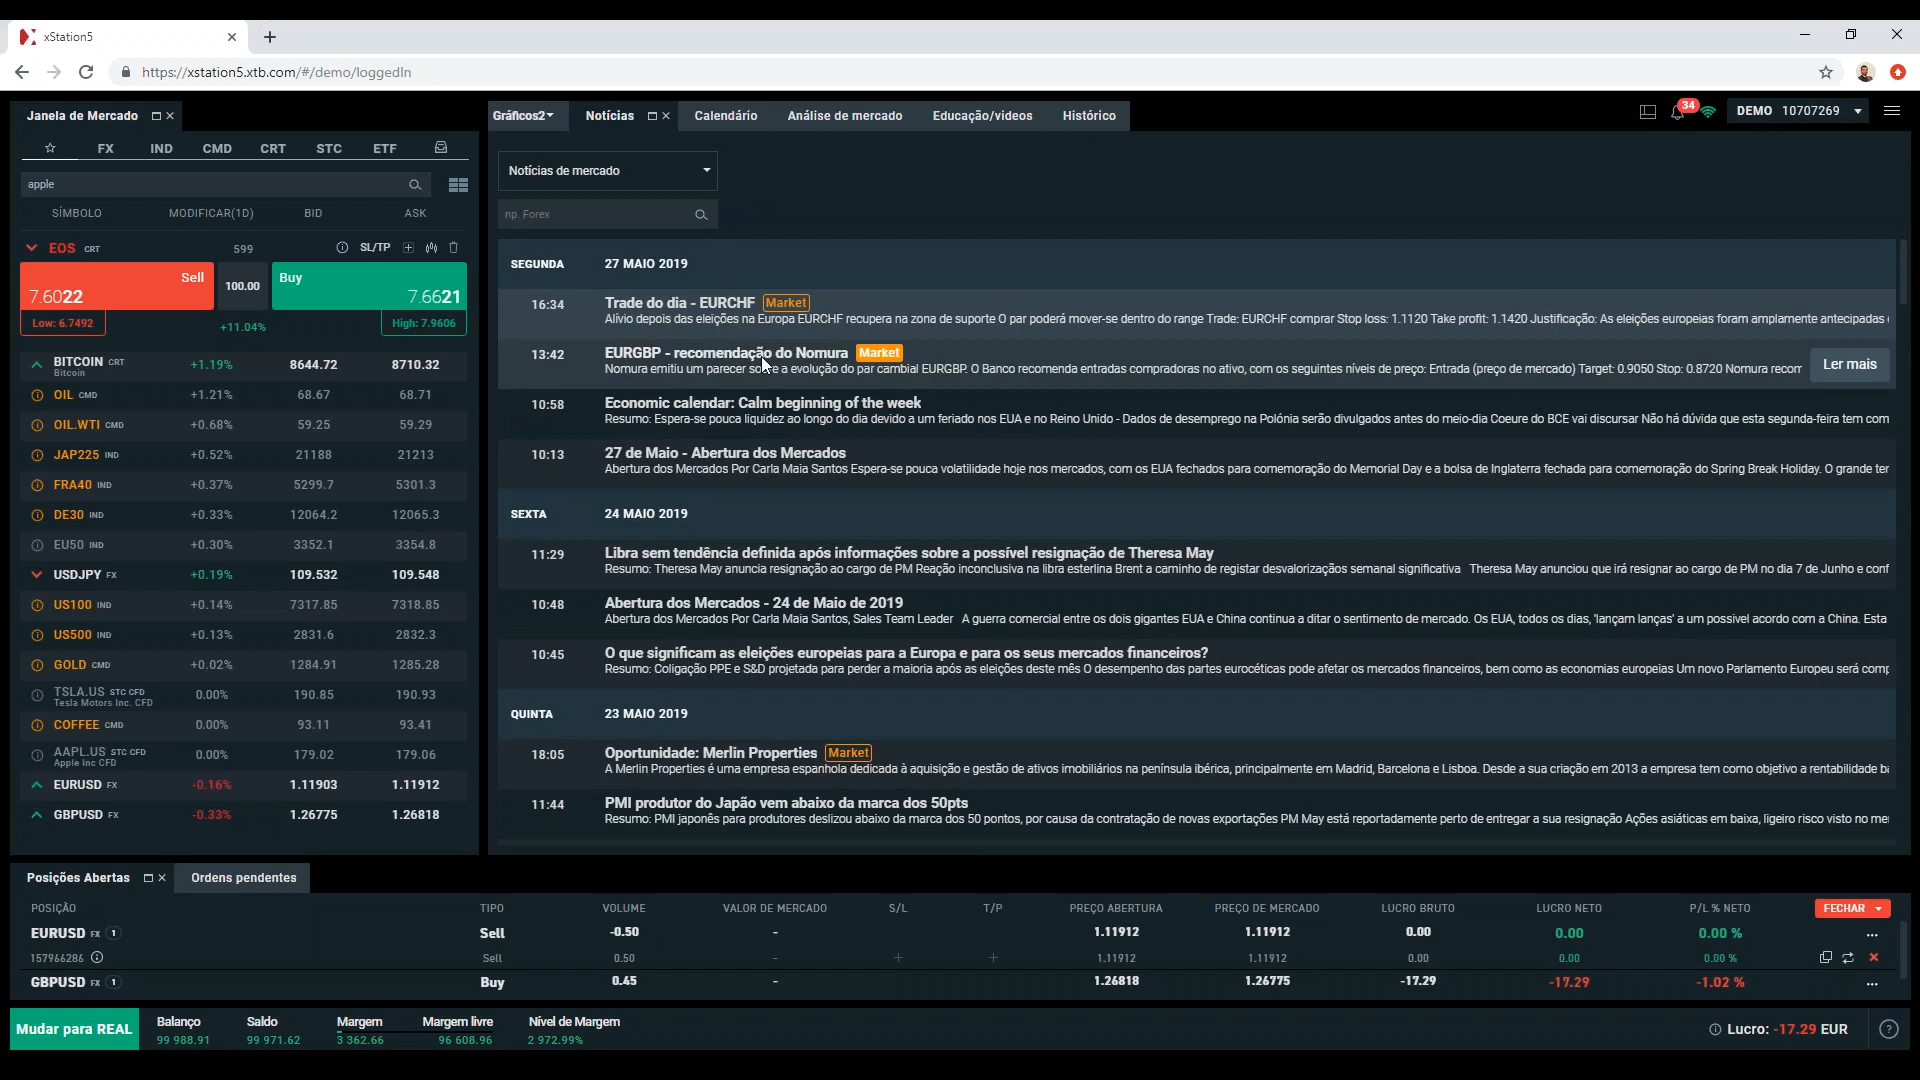 xStation5
https://xstation5.xtb.com/#/demo/loggedIn
Janela de Mercado
Gráficos2
Notícias
Calendário
Análise de mercado
Educação/videos
Histórico
34
DEMO 10707269
FX IND CMD CRT STC ETF
apple
SÍMBOLO MODIFICAR(1D) BID ASK
EOS CRT 599 SL/TP
Sell 7.6022
100.00
Buy 7.6621
Low: 6.7492 +11.04% High: 7.9606
BITCOIN CRT +1.19% 8644.72 8710.32
Bitcoin
OIL CMD +1.21% 68.67 68.71
OIL.WTI CMD +0.68% 59.25 59.29
JAP225 IND +0.52% 21188 21213
FRA40 IND +0.37% 5299.7 5301.3
DE30 IND +0.33% 12064.2 12065.3
EU50 IND +0.30% 3352.1 3354.8
USDJPY FX +0.19% 109.532 109.548
US100 IND +0.14% 7317.85 7318.85
US500 IND +0.13% 2831.6 2832.3
GOLD CMD +0.02% 1284.91 1285.28
TSLA.US STC CFD 0.00% 190.85 190.93
Tesla Motors Inc. CFD
COFFEE CMD 0.00% 93.11 93.41
AAPL.US STC CFD 0.00% 179.02 179.06
Apple Inc CFD
EURUSD FX -0.16% 1.11903 1.11912
GBPUSD FX -0.33% 1.26775 1.26818
Notícias de mercado
np. Forex
SEGUNDA 27 MAIO 2019
16:34 Trade do dia - EURCHF Market
Alívio depois das eleições na Europa EURCHF recupera na zona de suporte O par poderá mover-se dentro do range Trade: EURCHF comprar Stop loss: 1.1120 Take profit: 1.1420 Justificação: As eleições europeias foram amplamente antecipadas
13:42 EURGBP - recomendação do Nomura Market
Nomura emitiu um parecer sobre a evolução do par cambial EURGBP. O Banco recomenda entradas compradoras no ativo, com os seguintes níveis de preço: Entrada (preço de mercado) Target: 0.9050 Stop: 0.8720 Nomura recom
Ler mais
10:58 Economic calendar: Calm beginning of the week
Resumo: Espera-se pouca liquidez ao longo do dia devido a um feriado nos EUA e no Reino Unido - Dados de desemprego na Polónia serão divulgados antes do meio-dia Coeure do BCE vai discursar Não há dúvida que esta segunda-feira tem com
10:13 27 de Maio - Abertura dos Mercados
Abertura dos Mercados Por Carla Maia Santos Espera-se pouca volatilidade hoje nos mercados, com os EUA fechados para comemoração do Memorial Day e a bolsa de Inglaterra fechada para comemoração do Spring Break Holiday. O grande ter
SEXTA 24 MAIO 2019
11:29 Libra sem tendência definida após informações sobre a possível resignação de Theresa May
Resumo: Theresa May anuncia resignação ao cargo de PM Reação inconclusiva na libra esterlina Brent a caminho de registar desvalorizaçãos semanal significativa Theresa May anunciou que irá resignar ao cargo de PM no dia 7 de Junho e conf
10:48 Abertura dos Mercados - 24 de Maio de 2019
Abertura dos Mercados Por Carla Maia Santos, Sales Team Leader A guerra comercial entre os dois gigantes EUA e China continua a ditar o sentimento de mercado. Os EUA, todos os dias, 'lançam lanças' a um possivel acordo com a China. Esta
10:45 O que significam as eleições europeias para a Europa e para os seus mercados financeiros?
Resumo: Coligação PPE e S&D projetada para perder a maioria após as eleições deste mês O desempenho das partes eurocéticas pode afetar os mercados financeiros, bem como as economias europeias Um novo Parlamento Europeu será comp
QUINTA 23 MAIO 2019
18:05 Oportunidade: Merlin Properties Market
A Merlin Properties é uma empresa espanhola dedicada à aquisição e gestão de ativos imobiliários na península ibérica, principalmente em Madrid, Barcelona e Lisboa. Desde a sua criação em 2013 a empresa tem como objetivo a rentabilidade ba
11:44 PMI produtor do Japão vem abaixo da marca dos 50pts
Resumo: PMI japonês para produtores deslizou abaixo da marca dos 50 pontos, por causa da contratação de novas exportações PM May está reportadamente perto de entregar a sua resignação Ações asiáticas em baixa, ligeiro risco visto no me
Posições Abertas
Ordens pendentes
POSIÇÃO TIPO VOLUME VALOR DE MERCADO S/L T/P PREÇO ABERTURA PREÇO DE MERCADO LUCRO BRUTO LUCRO NETO P/L % NETO FECHAR
EURUSD FX 1 Sell -0.50 - 1.11912 1.11912 0.00 0.00 0.00 % ...
157966286 Sell 0.50 - + + 1.11912 1.11912 0.00 0.00 0.00 %
GBPUSD FX 1 Buy 0.45 - 1.26818 1.26775 -17.29 -17.29 -1.02 % ...
Mudar para REAL
Balanço Saldo Margem Margem livre Nível de Margem
99 988.91 99 971.62 3 362.66 96 608.96 2 972.99%
Lucro: -17.29 EUR
?